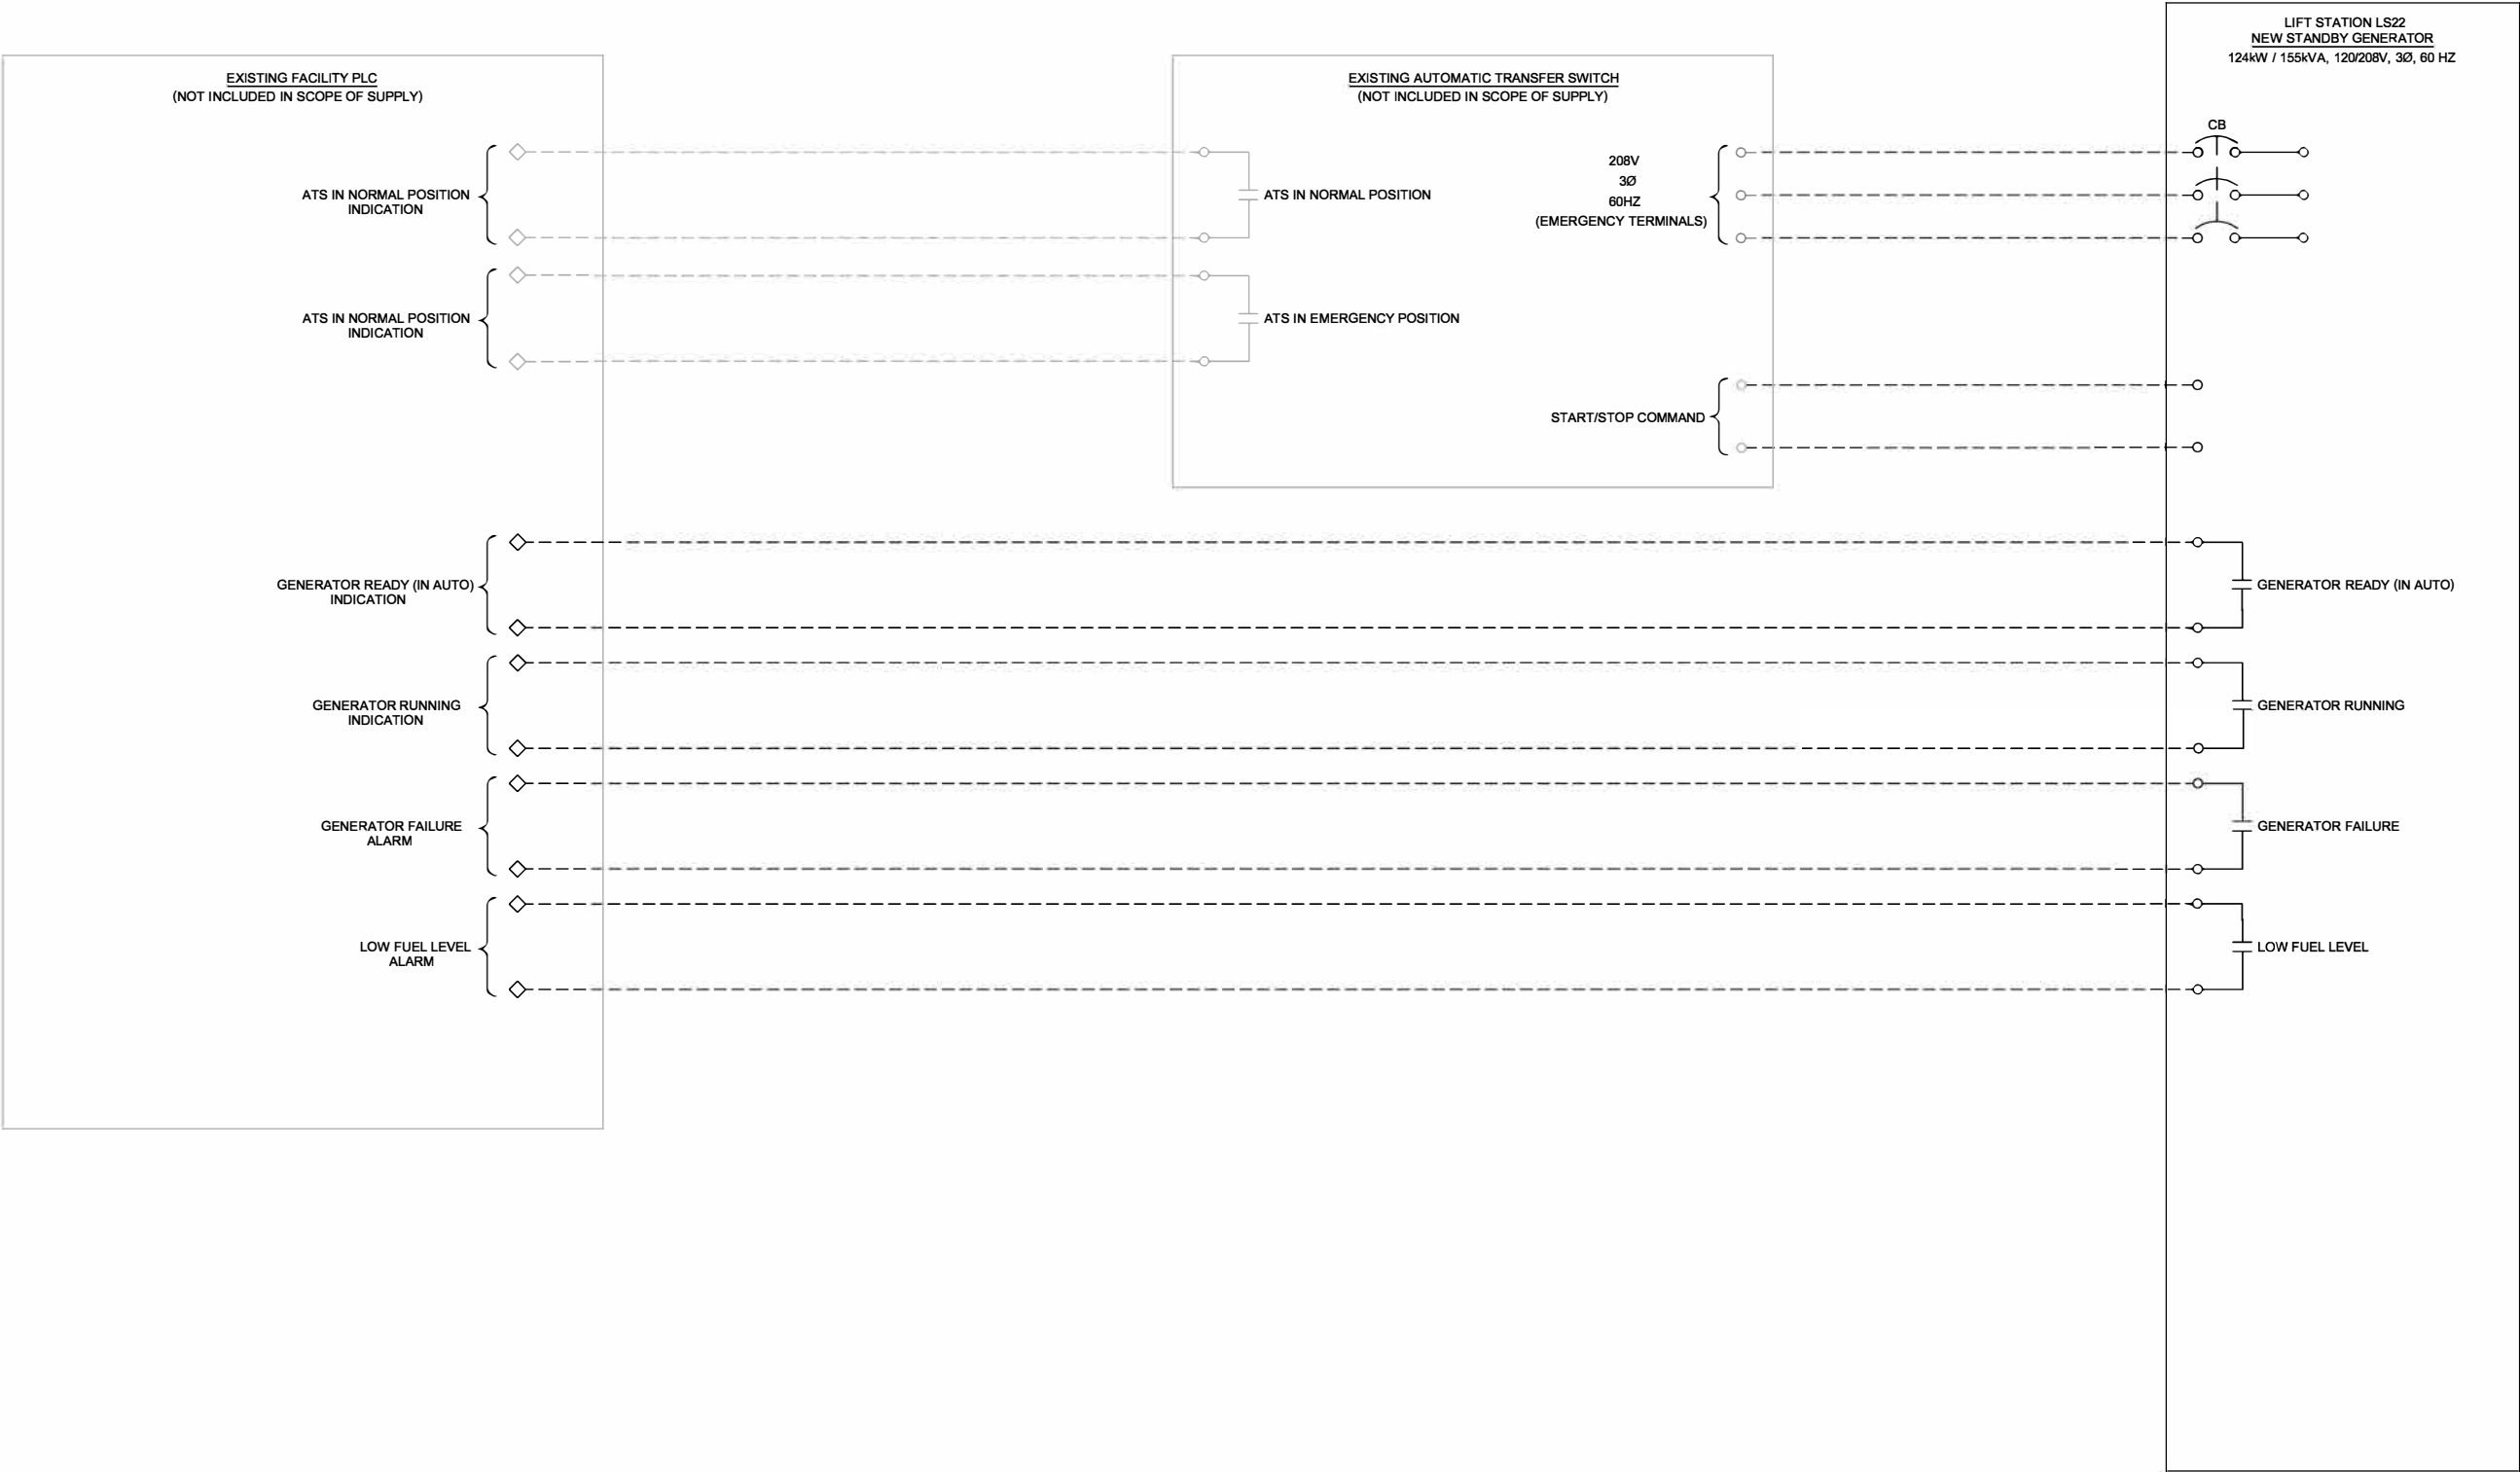 LIFT STATION LS22
NEW STANDBY GENERATOR
124kW / 155kVA, 120/208V, 3Ø, 60 HZ
EXISTING FACILITY PLC
(NOT INCLUDED IN SCOPE OF SUPPLY)
EXISTING AUTOMATIC TRANSFER SWITCH
(NOT INCLUDED IN SCOPE OF SUPPLY)
CB
ATS IN NORMAL POSITION
INDICATION
ATS IN NORMAL POSITION
208V
3Ø
60HZ
(EMERGENCY TERMINALS)
ATS IN NORMAL POSITION
INDICATION
ATS IN EMERGENCY POSITION
START/STOP COMMAND
GENERATOR READY (IN AUTO)
INDICATION
GENERATOR READY (IN AUTO)
GENERATOR RUNNING
INDICATION
GENERATOR RUNNING
GENERATOR FAILURE
ALARM
GENERATOR FAILURE
LOW FUEL LEVEL
ALARM
LOW FUEL LEVEL